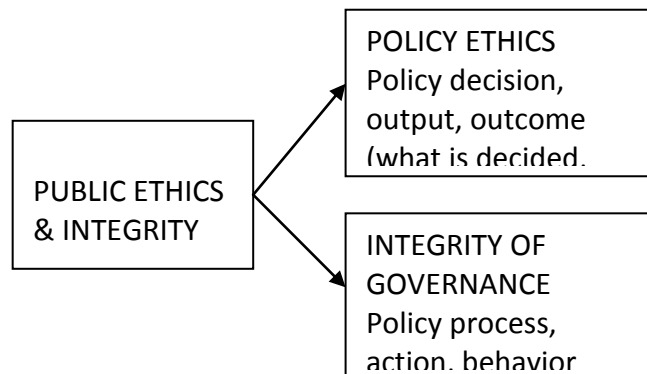 POLICY ETHICS
Policy decision,
output, outcome
(what is decided,
PUBLIC ETHICS
& INTEGRITY
INTEGRITY OF
GOVERNANCE
Policy process,
action, behavior